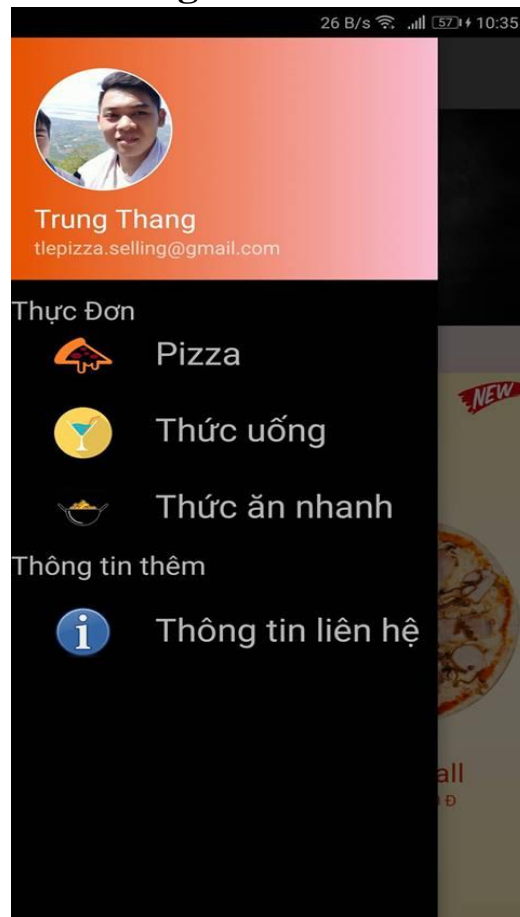 26 B/s 57 10:35
Trung Thang
tlepizza.selling@gmail.com
Thực Đơn
Pizza
NEW
Thức uống
Thức ăn nhanh
Thông tin thêm
Thông tin liên hệ
all
Đ